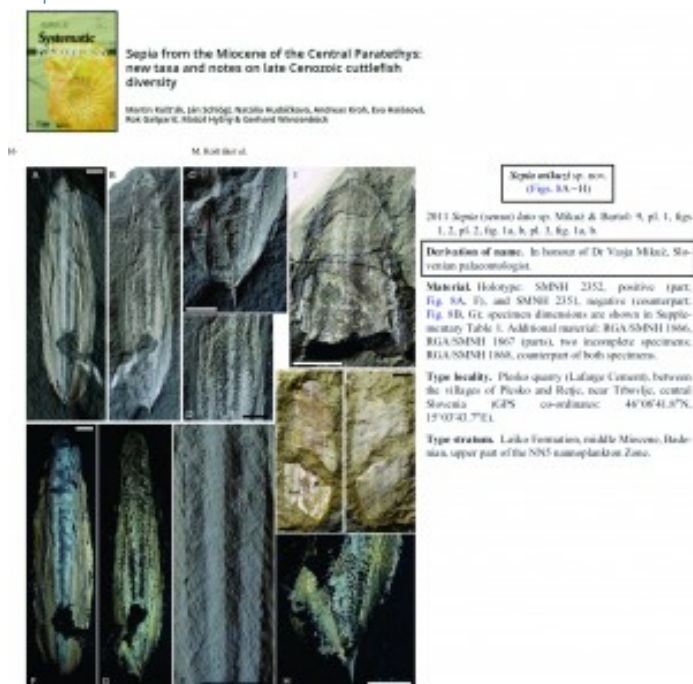 Systematic
Sepia from the Miocene of the Central Paratethys:
new taxa and notes on late Cenozoic cuttlefish
diversity
M. Košťák et al.
A
B
C
I
Sepia mikuzi sp. nov.
(Figs. 8A–H)
2011 Sepia (sensu lato) sp. Mikuž & Bartol: 9, pl. 1, figs
1, 2, pl. 2, fig. 1a, b, pl. 3, fig. 1a, b.
Derivation of name. In honour of Dr Vasja Mikuž, Slo-
venian palaeontologist.
Material. Holotype: SMNH 2352, positive (part;
Fig. 8A, F), and SMNH 2351, negative (counterpart;
Fig. 8B, G); specimen dimensions are shown in Supple-
mentary Table 1. Additional material: RGA/SMNH 1866,
RGA/SMNH 1867 (parts), two incomplete specimens;
RGA/SMNH 1868, counterpart of both specimens.
Type locality. Plesko quarry (Lafarge Cement), between
the villages of Plesko and Retje, near Trbovlje, central
Slovenia (GPS co-ordinates: 46°08'41.8"N,
15°03'43.7"E).
Type stratum. Laško Formation, middle Miocene, Bade-
nian, upper part of the NN5 nannoplankton Zone.